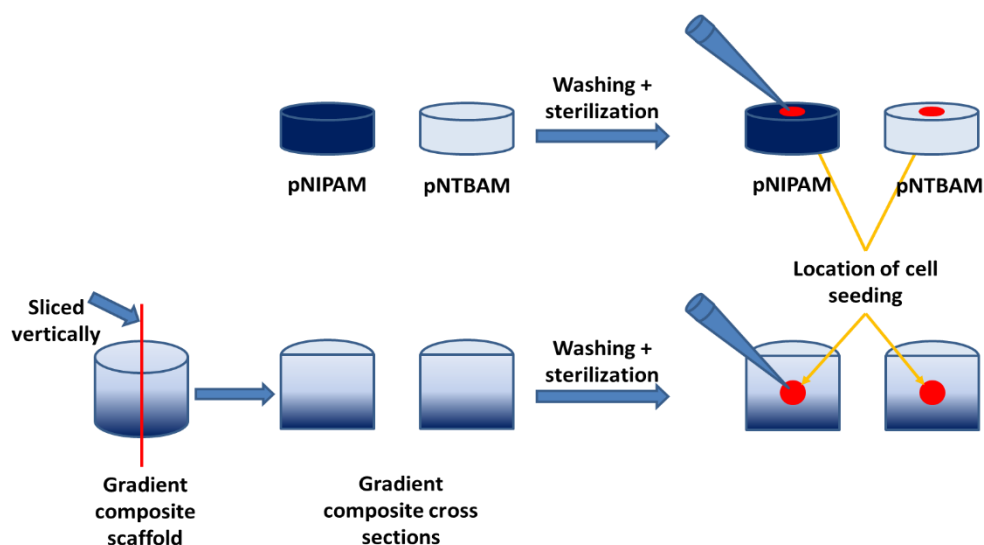 Washing +
sterilization
pNIPAM
pNTBAM
pNIPAM
pNTBAM
Location of cell
seeding
Sliced
vertically
Washing +
sterilization
Gradient
composite
scaffold
Gradient
composite cross
sections